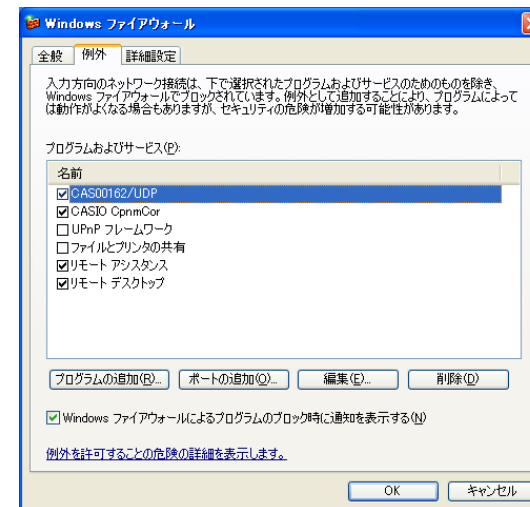 Windows ファイアウォール
全般
例外
詳細設定
入力方向のネットワーク接続は、下で選択されたプログラムおよびサービスのためのものを除き、
Windows ファイアウォールでブロックされています。例外として追加することにより、プログラムによって
は動作がよくなる場合もありますが、セキュリティの危険が増加する可能性があります。
プログラムおよびサービス(P):
名前
CAS00162/UDP
CASIO CpnmCor
UPnP フレームワーク
ファイルとプリンタの共有
リモート アシスタンス
リモート デスクトップ
プログラムの追加(R)... ポートの追加(O)... 編集(E)... 削除(D)
Windows ファイアウォールによるプログラムのブロック時に通知を表示する(N)
例外を許可することの危険の詳細を表示します。
OK キャンセル